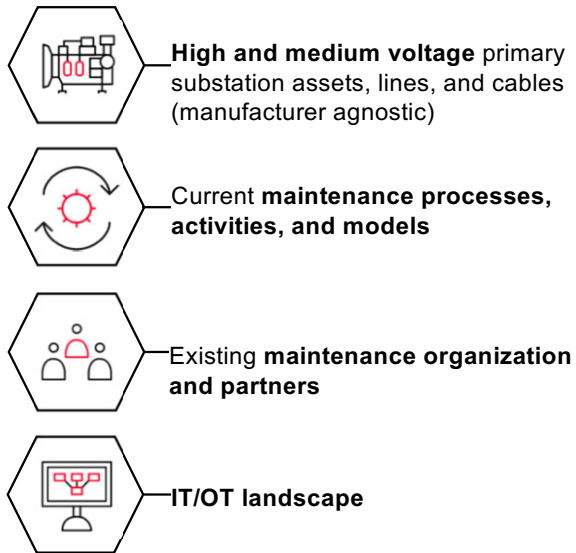 High and medium voltage primary
substation assets, lines, and cables
(manufacturer agnostic)
Current maintenance processes,
activities, and models
Existing maintenance organization
and partners
IT/OT landscape